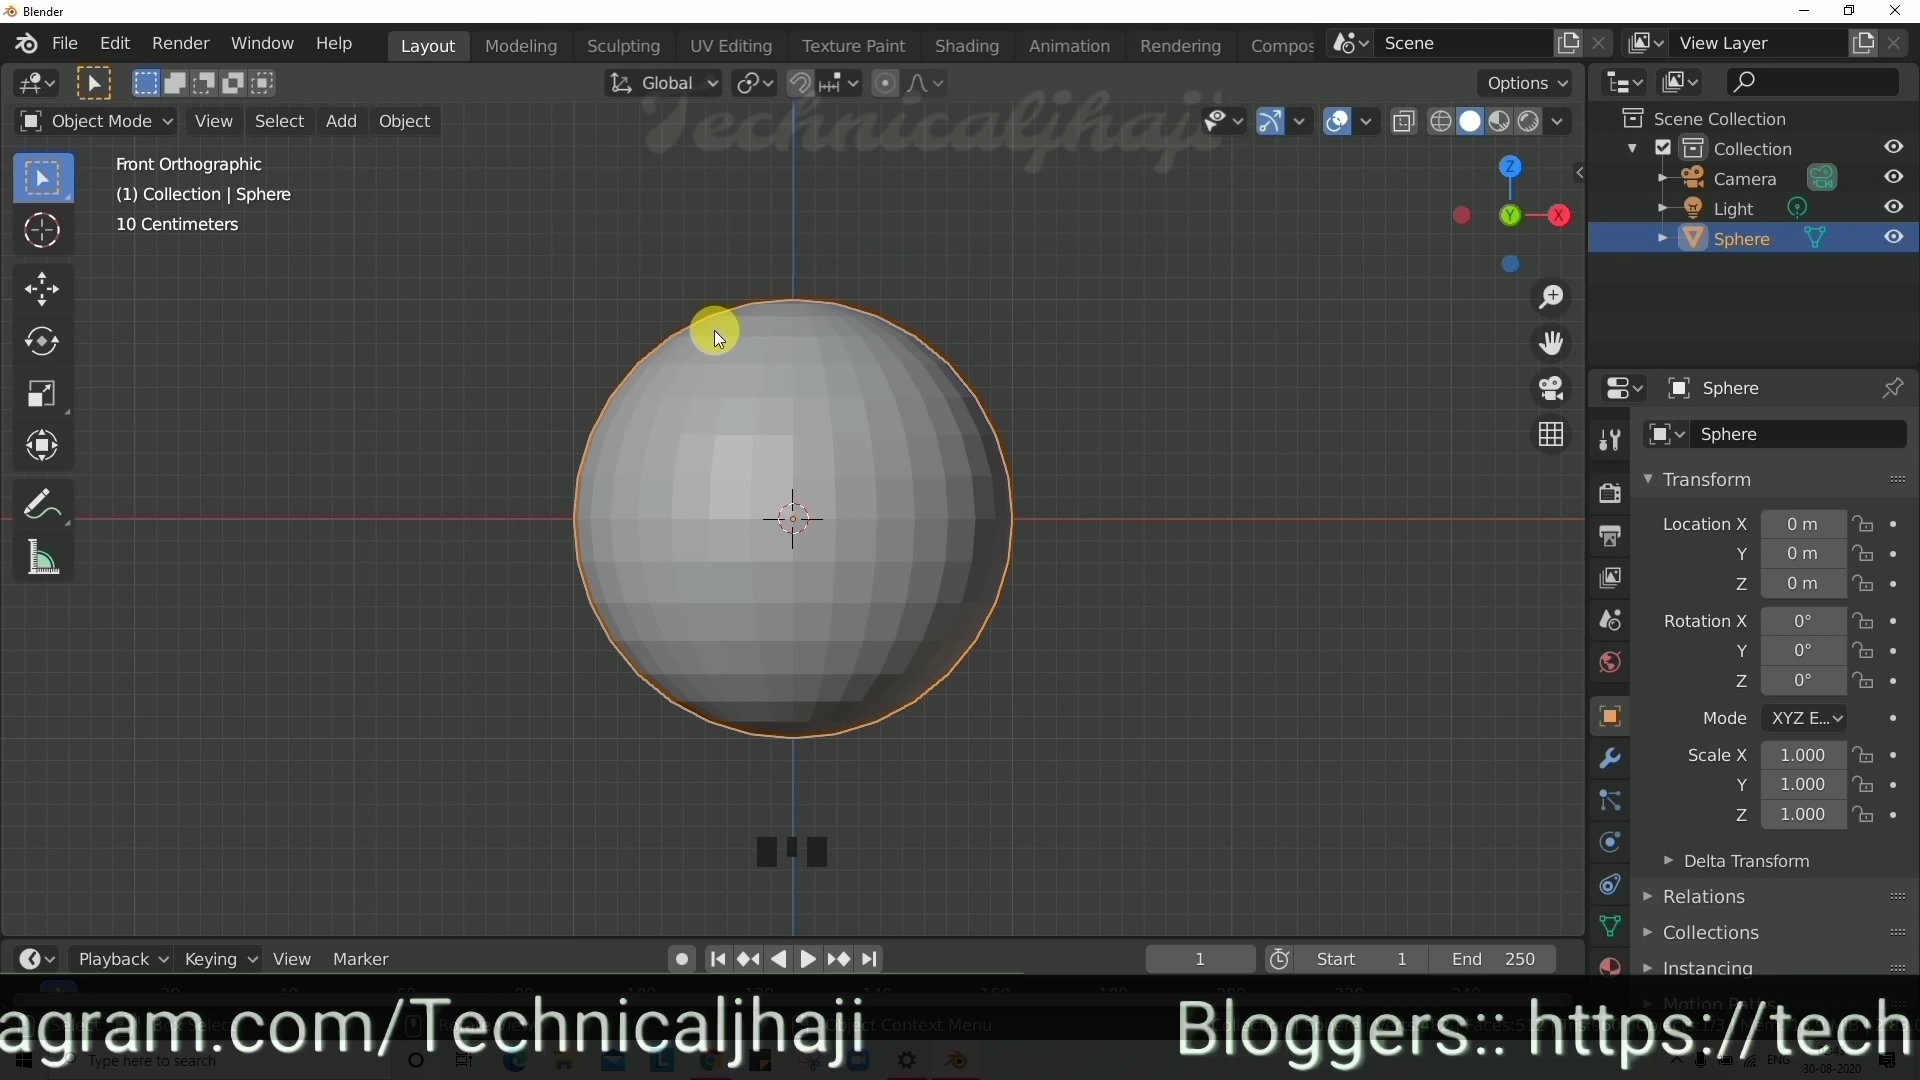 Blender
File Edit Render Window Help Layout Modeling Sculpting UV Editing Texture Paint Shading Animation Rendering Compos Scene View Layer
Global Options
Technicaljhaji
Object Mode View Select Add Object
Front Orthographic
(1) Collection | Sphere
10 Centimeters
Z
Y
X
Scene Collection
Collection
Camera
Light
Sphere
Sphere
Sphere
Transform
Location X 0 m
Y 0 m
Z 0 m
Rotation X 0°
Y 0°
Z 0°
Mode XYZ E...
Scale X 1.000
Y 1.000
Z 1.000
Delta Transform
Relations
Collections
Instancing
Motion Paths
Playback Keying View Marker 1 Start 1 End 250
agram.com/Technicaljhaji Bloggers:: https://tech
Object Context Menu
Type here to search
ENG
30-08-2020